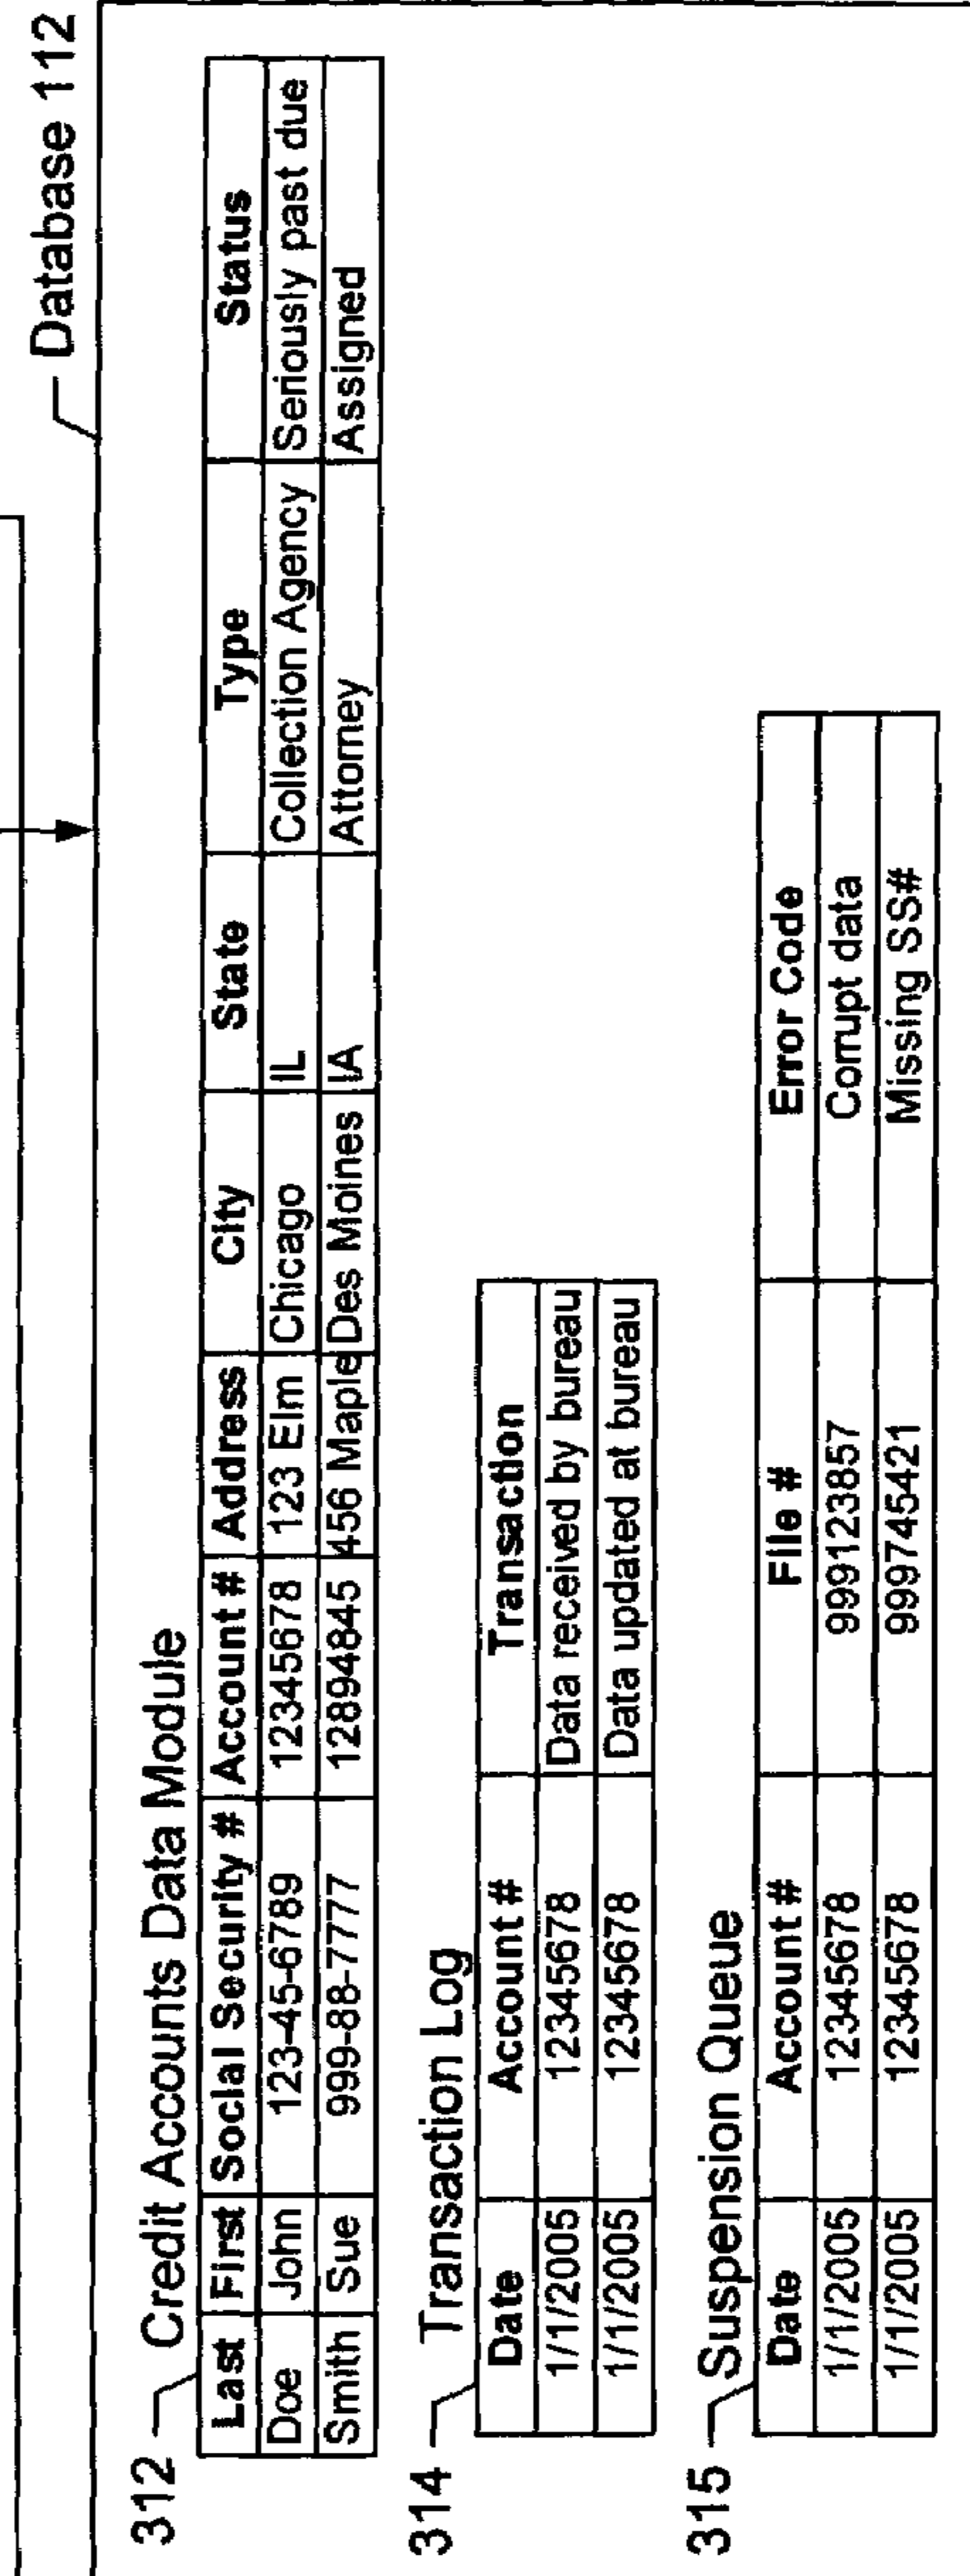 Database 112
312 Credit Accounts Data Module
Last First Social Security # Account # Address City State Type Status
Doe John 123-45-6789 12345678 123 Elm Chicago IL Collection Agency Seriously past due
Smith Sue 999-88-7777 12894845 456 Maple Des Moines IA Attorney Assigned
314 Transaction Log
Date Account # Transaction
1/1/2005 12345678 Data received by bureau
1/1/2005 12345678 Data updated at bureau
315 Suspension Queue
Date Account # File # Error Code
1/1/2005 12345678 999123857 Corrupt data
1/1/2005 12345678 999745421 Missing SS#